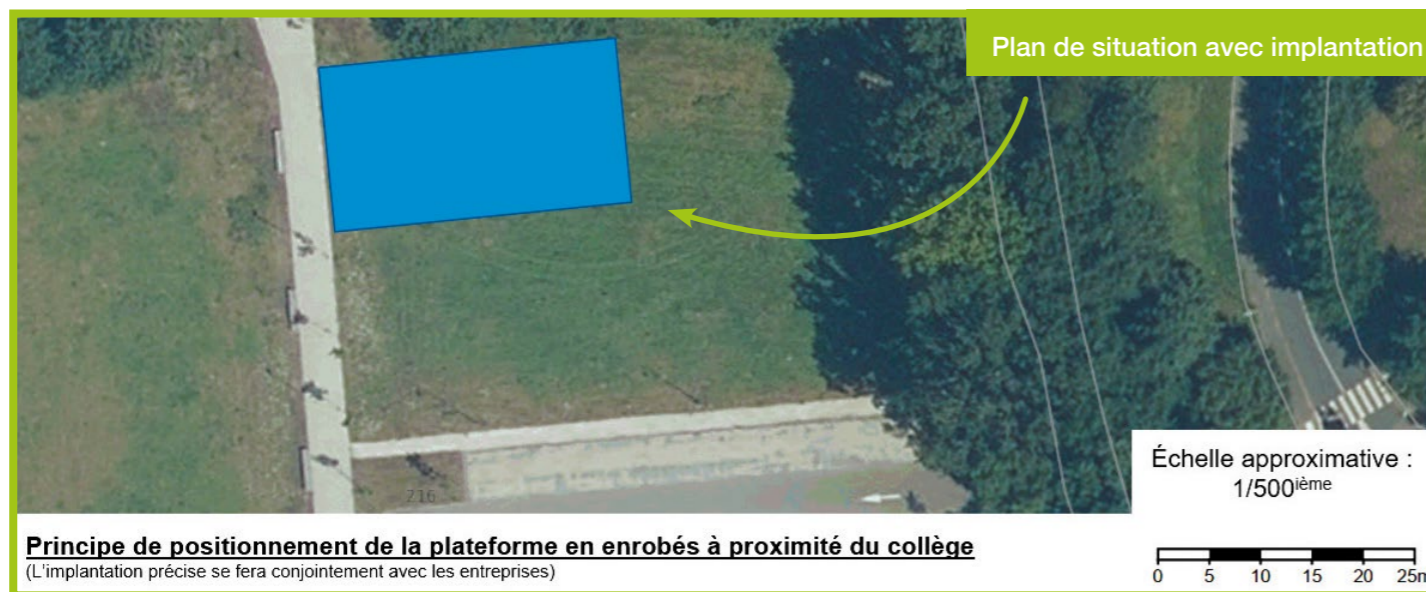 Plan de situation avec implantation
216
Échelle approximative :
1/500ième
Principe de positionnement de la plateforme en enrobés à proximité du collège
(L'implantation précise se fera conjointement avec les entreprises)
0 5 10 15 20 25m